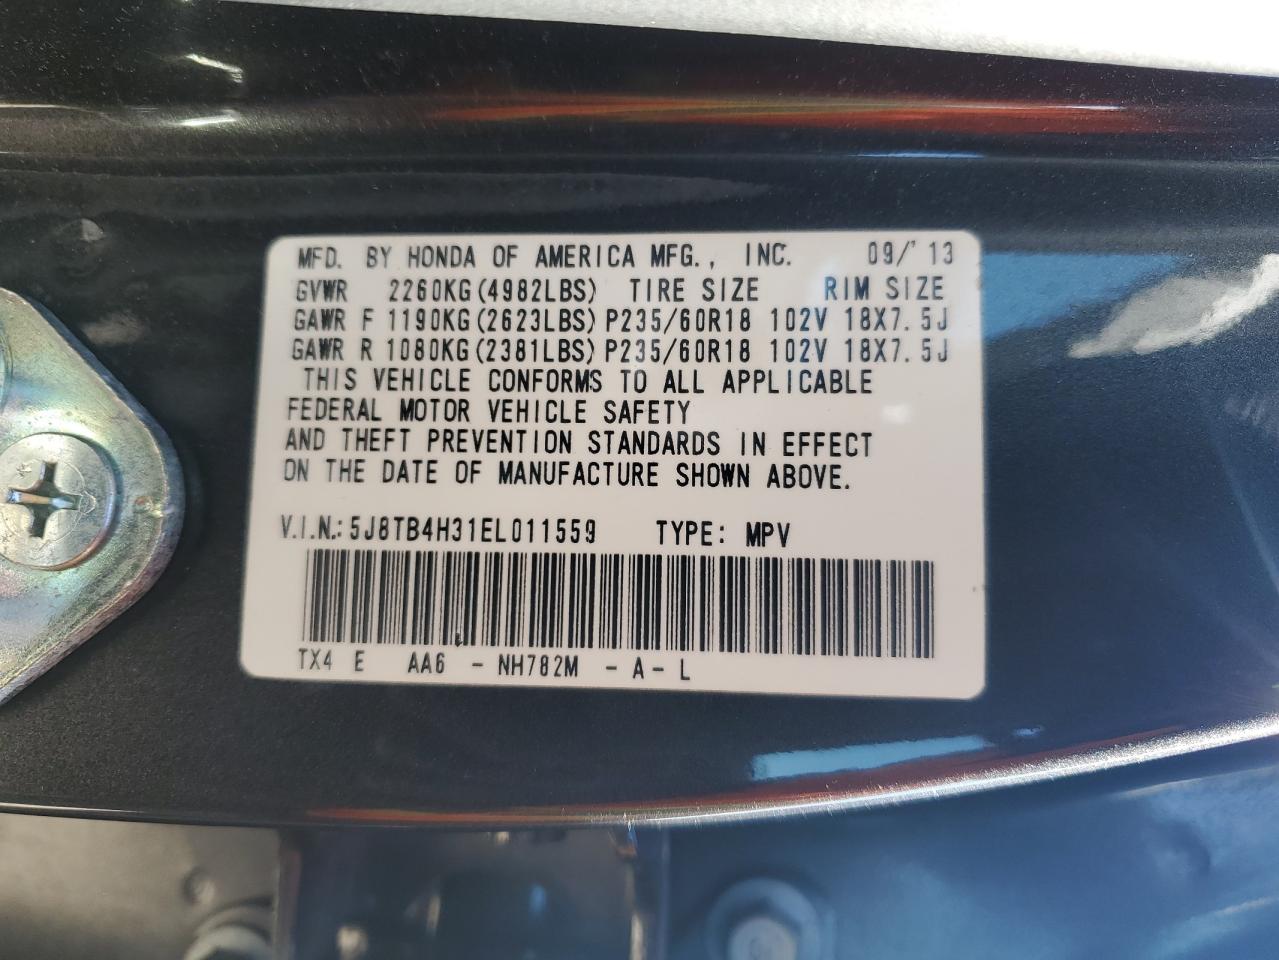 MFD. BY HONDA OF AMERICA MFG., INC. 09/'13
GVWR 2260KG(4982LBS) TIRE SIZE RIM SIZE
GAWR F 1190KG(2623LBS) P235/60R18 102V 18X7.5J
GAWR R 1080KG(2381LBS) P235/60R18 102V 18X7.5J
THIS VEHICLE CONFORMS TO ALL APPLICABLE
FEDERAL MOTOR VEHICLE SAFETY
AND THEFT PREVENTION STANDARDS IN EFFECT
ON THE DATE OF MANUFACTURE SHOWN ABOVE.
V.I.N.: 5J8TB4H31EL011559 TYPE: MPV
TX4 E AA6 - NH782M - A - L